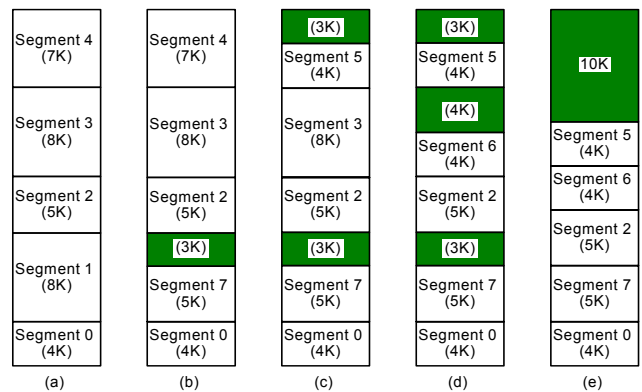 Segment 4
(7K)
Segment 3
(8K)
Segment 2
(5K)
Segment 1
(8K)
Segment 0
(4K)
(a)
Segment 4
(7K)
Segment 3
(8K)
Segment 2
(5K)
(3K)
Segment 7
(5K)
Segment 0
(4K)
(b)
(3K)
Segment 5
(4K)
Segment 3
(8K)
Segment 2
(5K)
(3K)
Segment 7
(5K)
Segment 0
(4K)
(c)
(3K)
Segment 5
(4K)
(4K)
Segment 6
(4K)
Segment 2
(5K)
(3K)
Segment 7
(5K)
Segment 0
(4K)
(d)
10K
Segment 5
(4K)
Segment 6
(4K)
Segment 2
(5K)
Segment 7
(5K)
Segment 0
(4K)
(e)